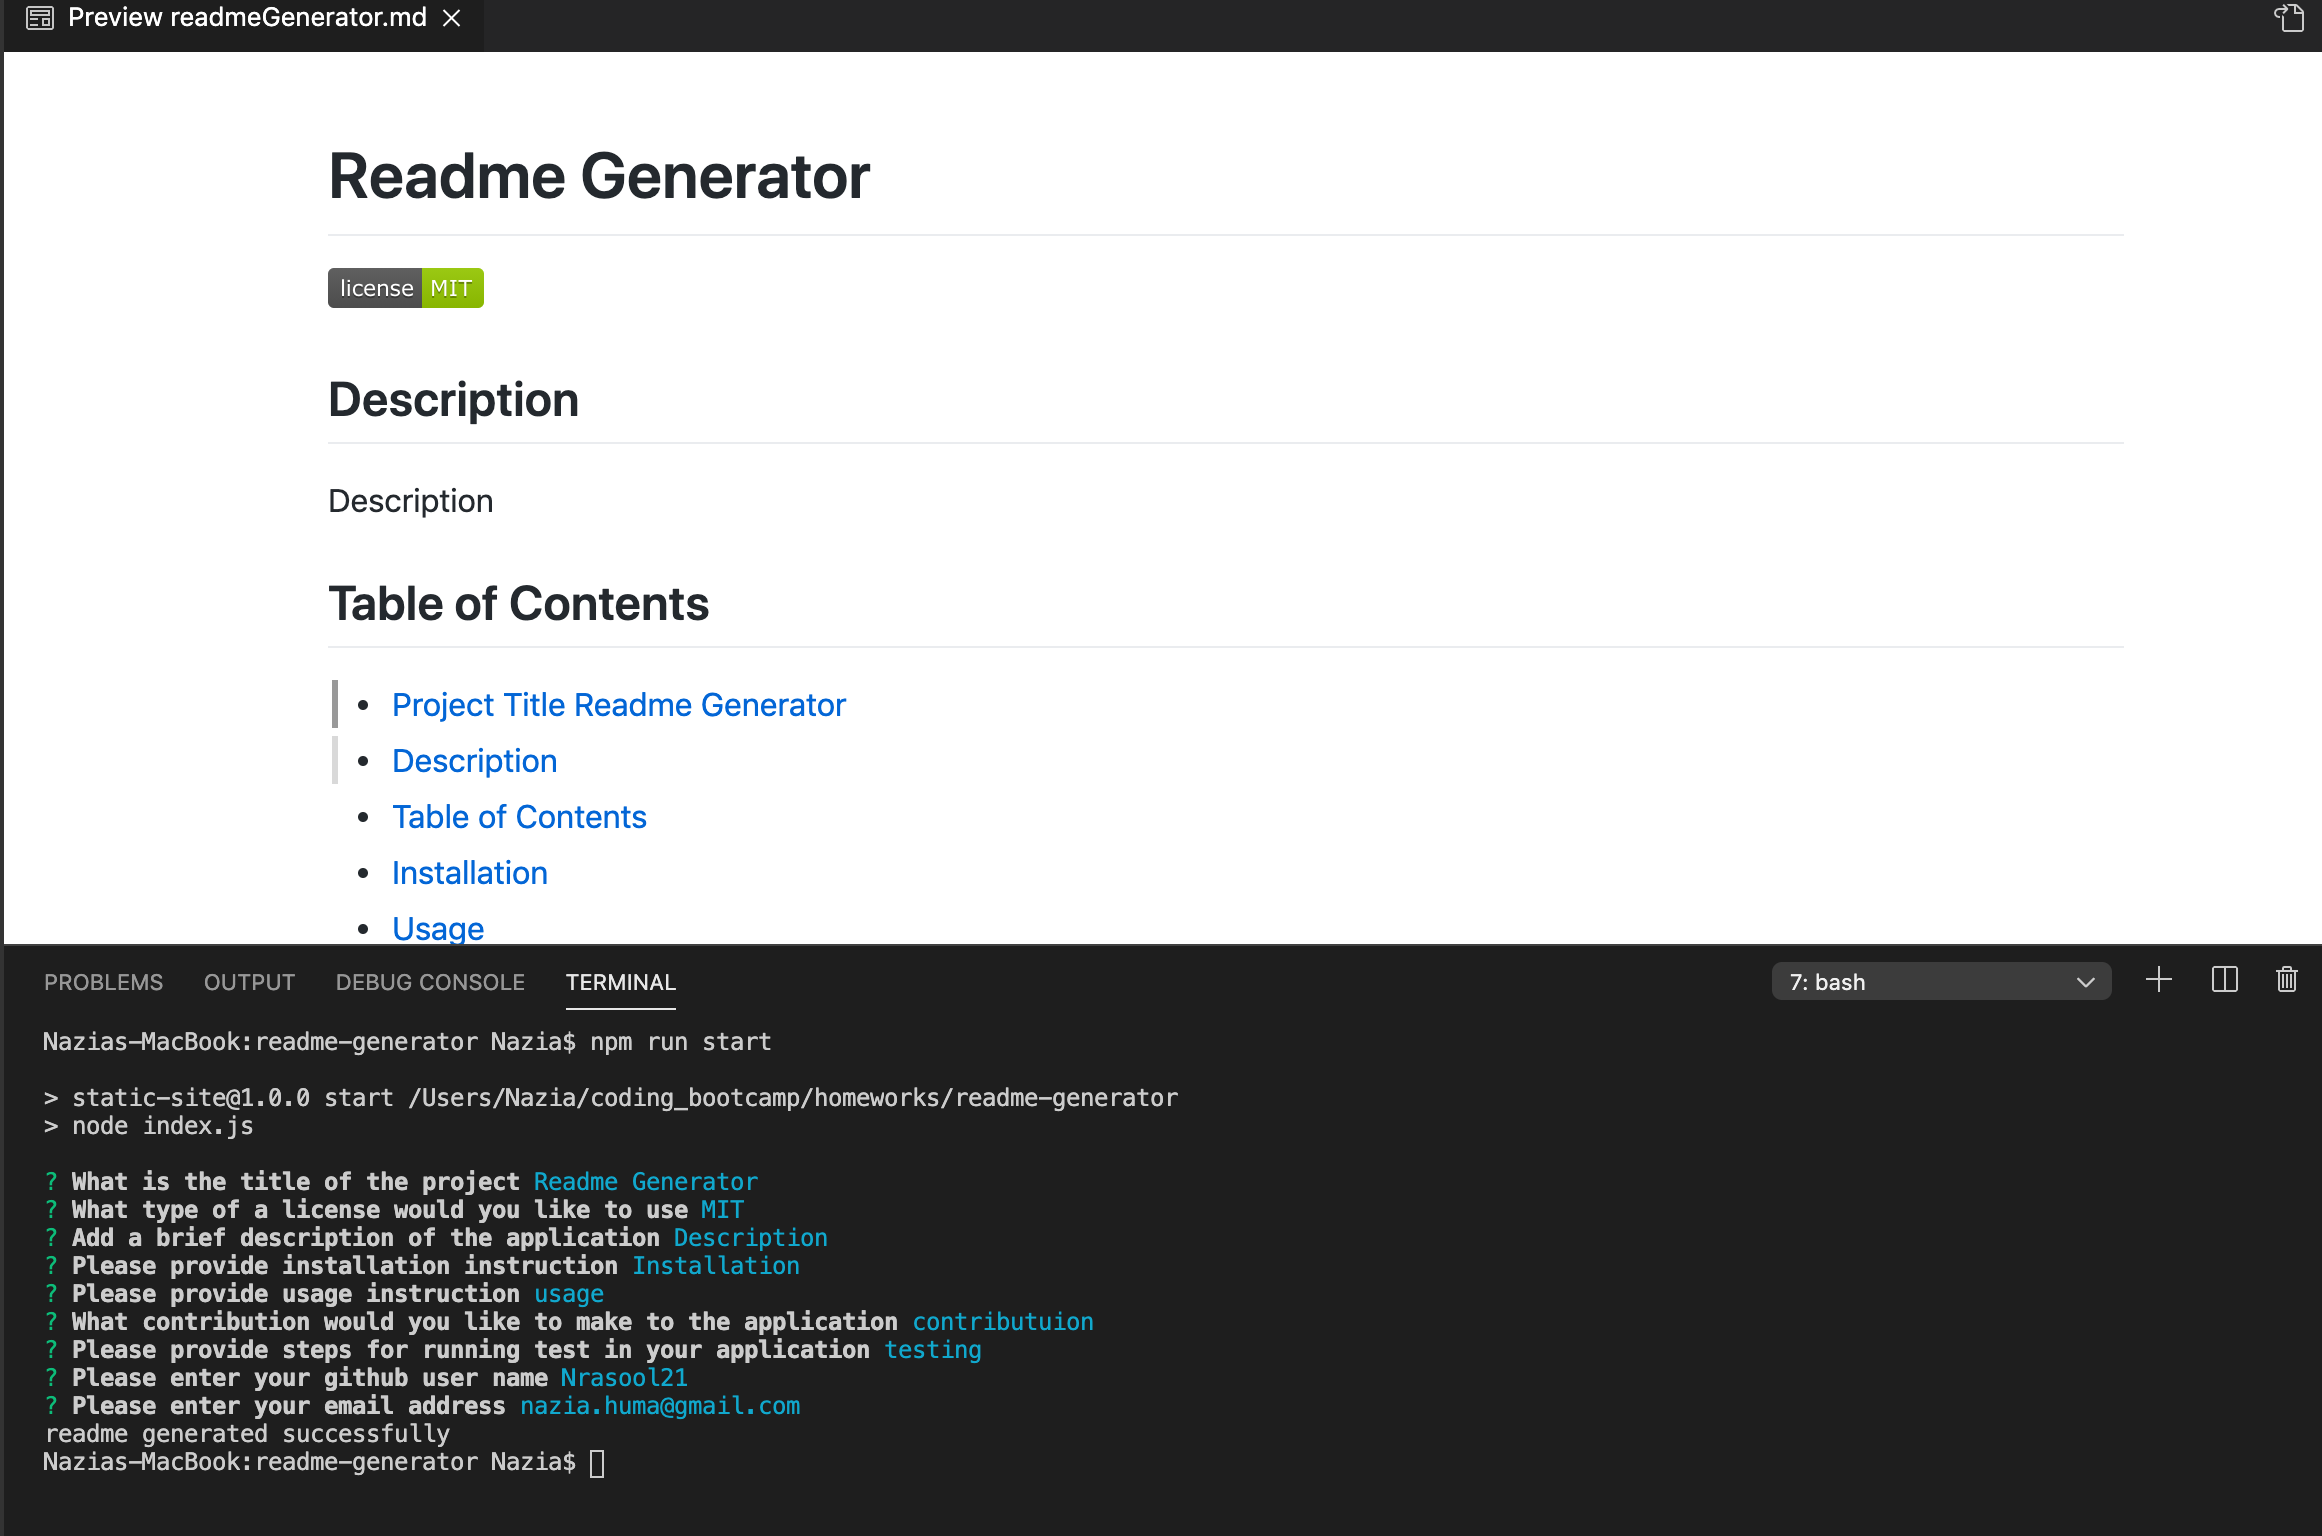 Preview readmeGenerator.md
Readme Generator
license MIT
Description
Description
Table of Contents
• Project Title Readme Generator
• Description
• Table of Contents
• Installation
• Usage
PROBLEMS OUTPUT DEBUG CONSOLE TERMINAL 7: bash
Nazias-MacBook:readme-generator Nazia$ npm run start
> static-site@1.0.0 start /Users/Nazia/coding_bootcamp/homeworks/readme-generator
> node index.js
? What is the title of the project Readme Generator
? What type of a license would you like to use MIT
? Add a brief description of the application Description
? Please provide installation instruction Installation
? Please provide usage instruction usage
? What contribution would you like to make to the application contributuion
? Please provide steps for running test in your application testing
? Please enter your github user name Nrasool21
? Please enter your email address nazia.huma@gmail.com
readme generated successfully
Nazias-MacBook:readme-generator Nazia$